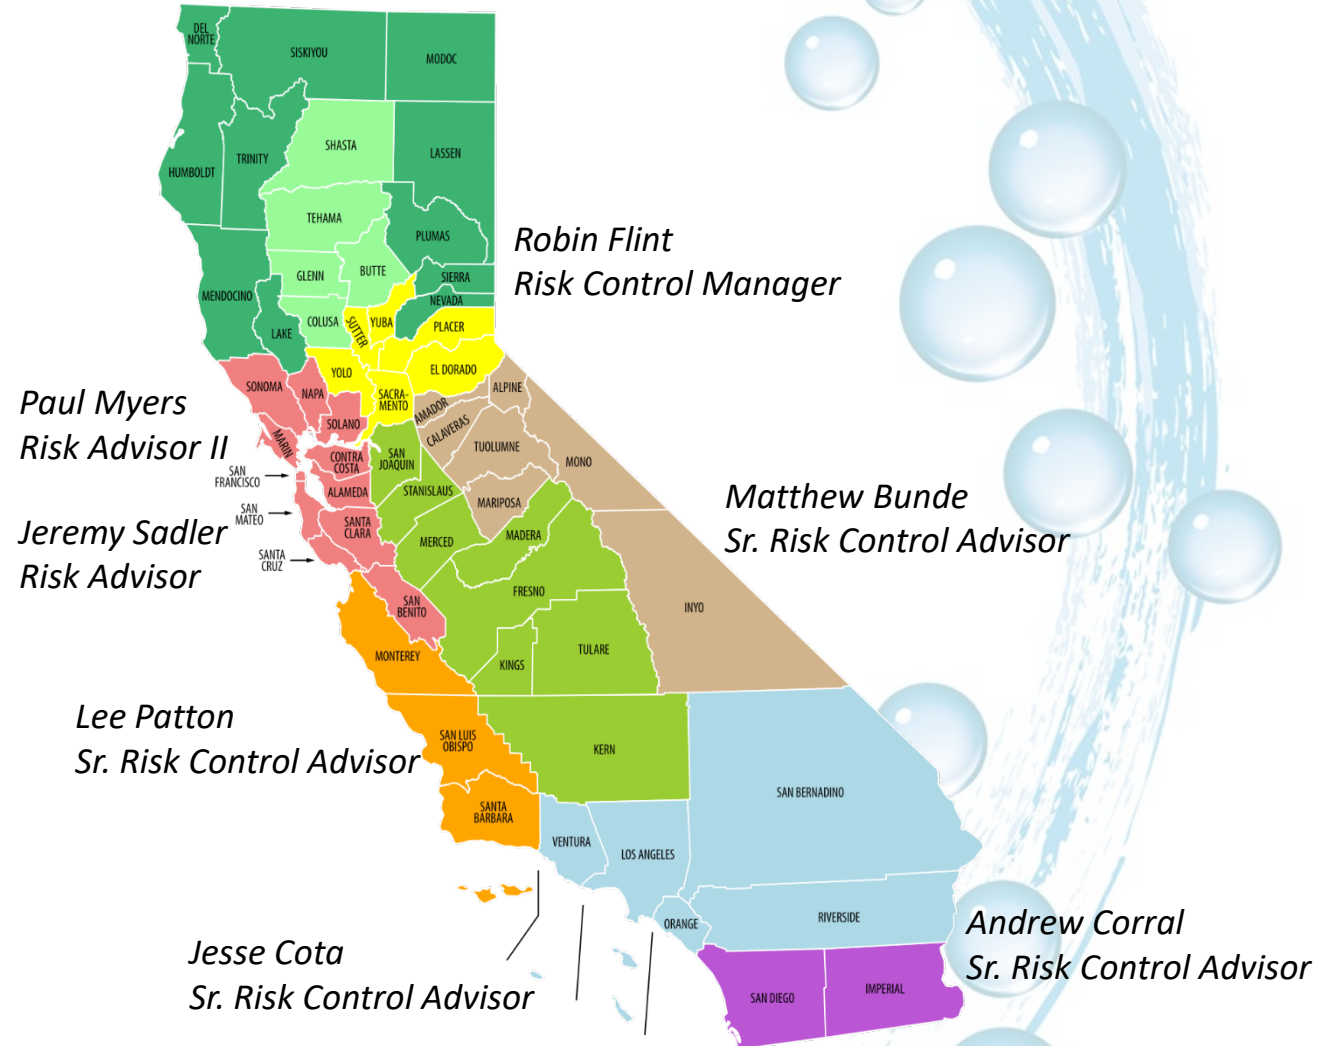 DEL
NORTE
SISKIYOU
MODOC
HUMBOLDT
TRINITY
SHASTA
LASSEN
TEHAMA
PLUMAS
GLENN
BUTTE
SIERRA
NEVADA
MENDOCINO
LAKE
COLUSA
SUTTER
YUBA
PLACER
YOLO
EL DORADO
SACRA-
MENTO
SONOMA
NAPA
SOLANO
MARIN
ALPINE
AMADOR
CALAVERAS
TUOLUMNE
MONO
Robin Flint
Risk Control Manager
Paul Myers
Risk Advisor II
SAN
FRANCISCO
SAN
MATEO
Jeremy Sadler
Risk Advisor
SANTA
CRUZ
CONTRA
COSTA
ALAMEDA
SANTA
CLARA
SAN
JOAQUIN
STANISLAUS
MARIPOSA
MERCED
MADERA
Matthew Bunde
Sr. Risk Control Advisor
SAN
BENITO
FRESNO
INYO
MONTEREY
KINGS
TULARE
Lee Patton
Sr. Risk Control Advisor
SAN LUIS
OBISPO
KERN
SANTA
BARBARA
VENTURA
LOS ANGELES
SAN BERNADINO
ORANGE
RIVERSIDE
Jesse Cota
Sr. Risk Control Advisor
SAN DIEGO
IMPERIAL
Andrew Corral
Sr. Risk Control Advisor